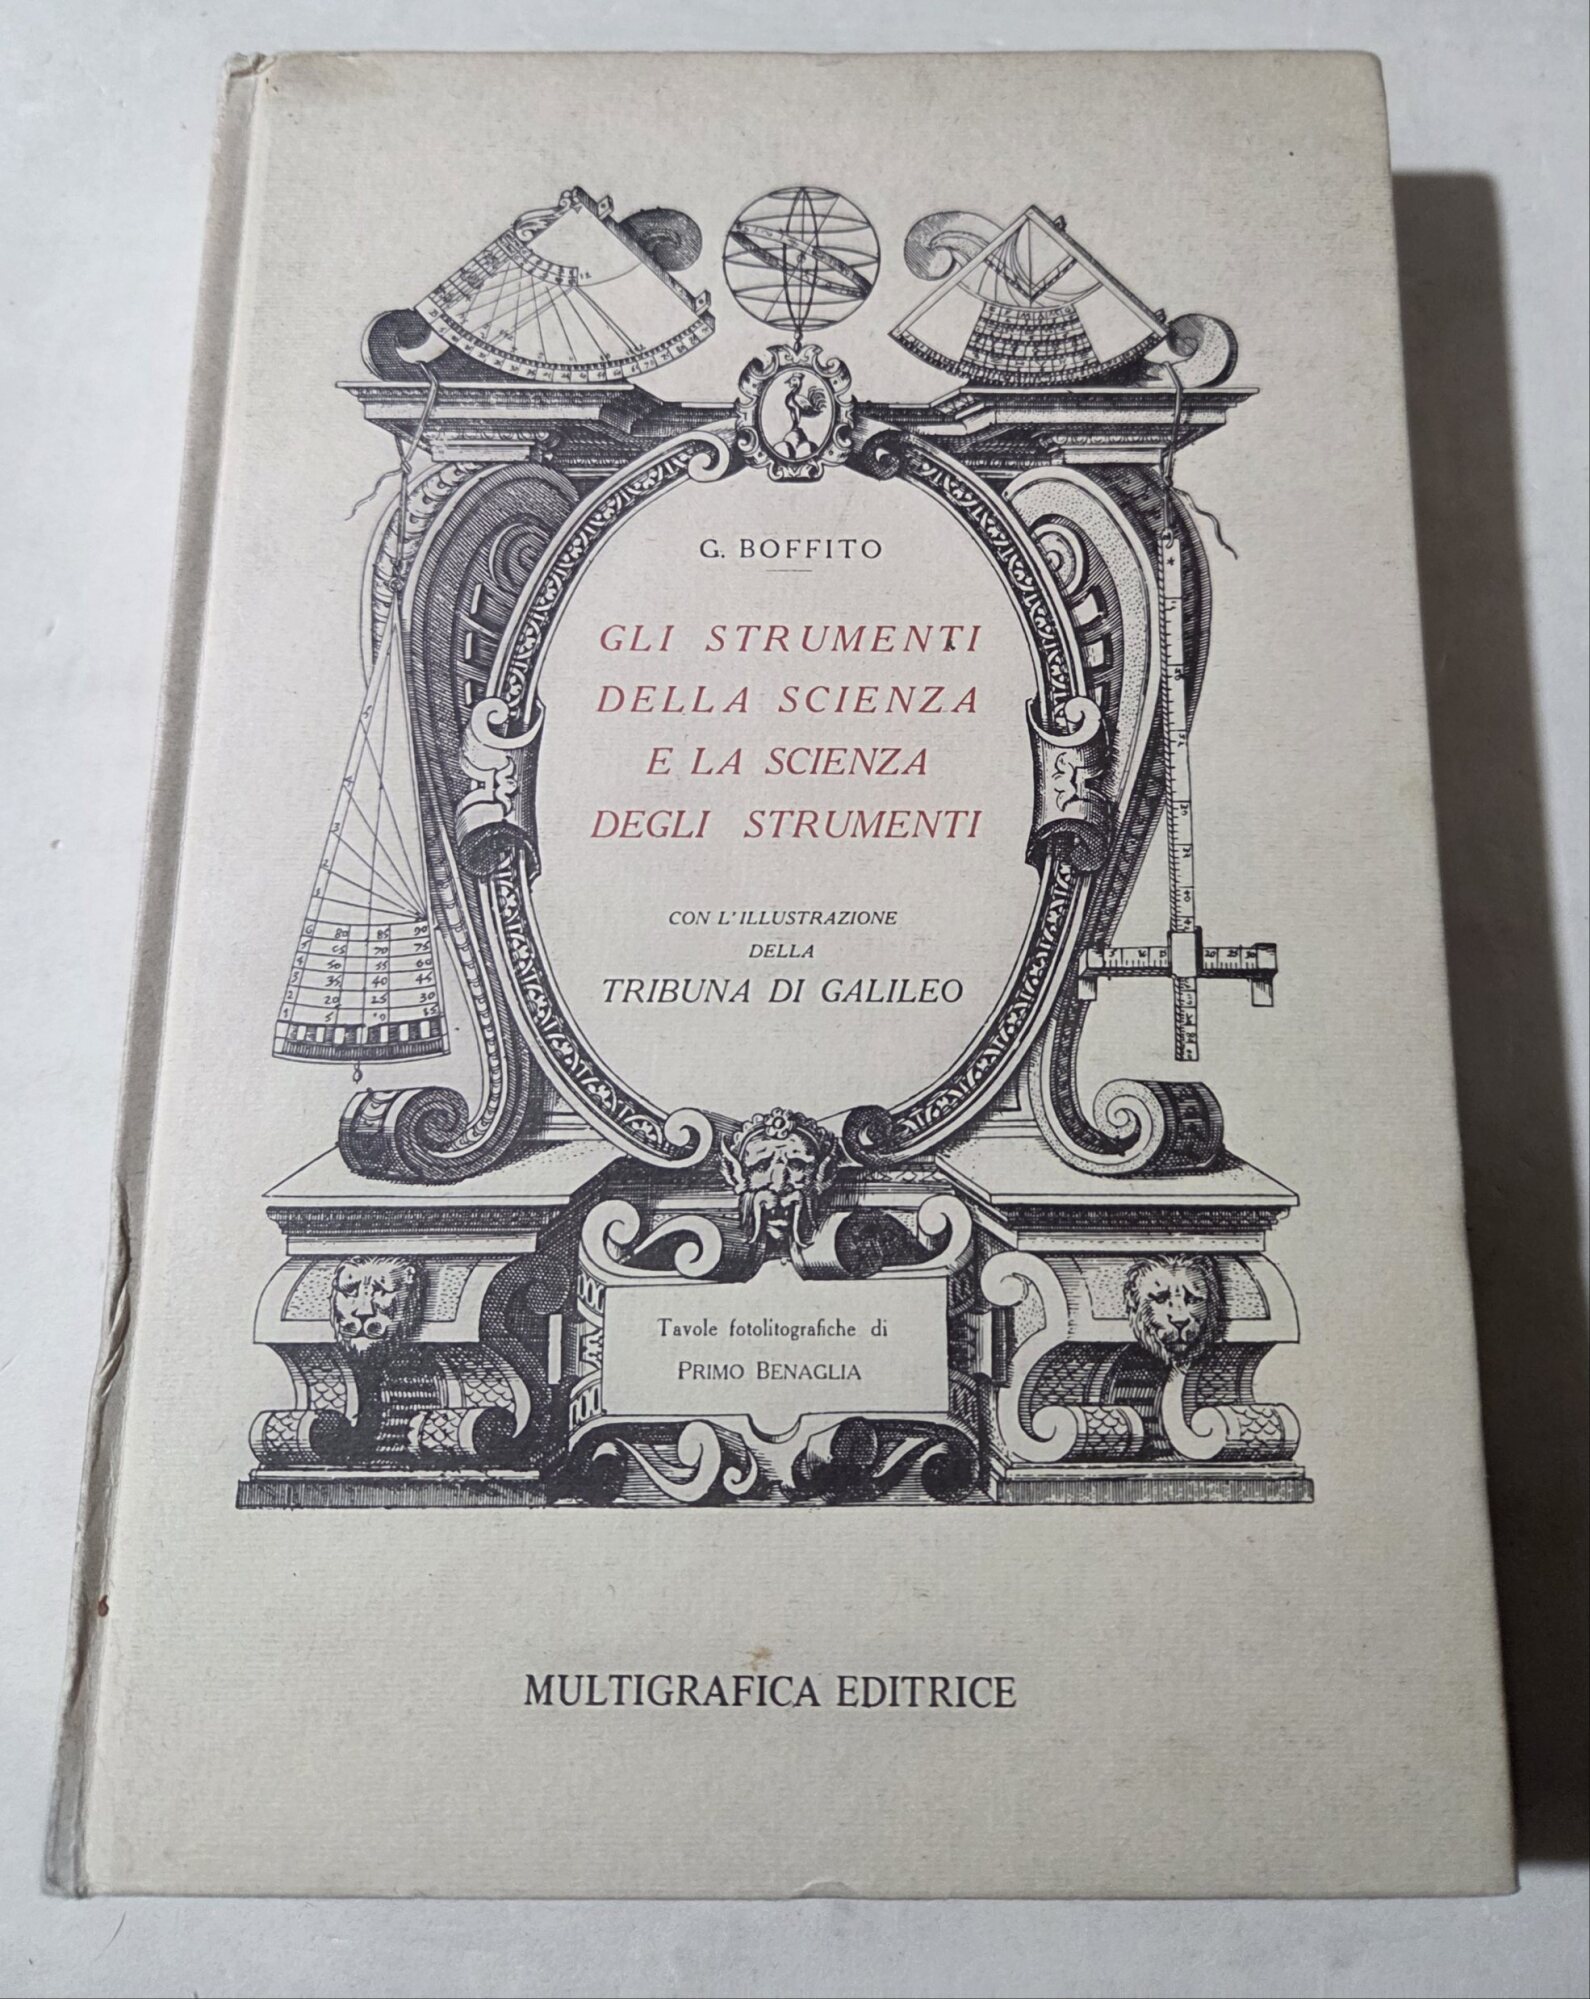 G. BOFFITO
GLI STRUMENTI
DELLA SCIENZA
E LA SCIENZA
DEGLI STRUMENTI
CON L'ILLUSTRAZIONE
DELLA
TRIBUNA DI GALILEO
Tavole fotolitografiche di
PRIMO BENAGLIA
MULTIGRAFICA EDITRICE